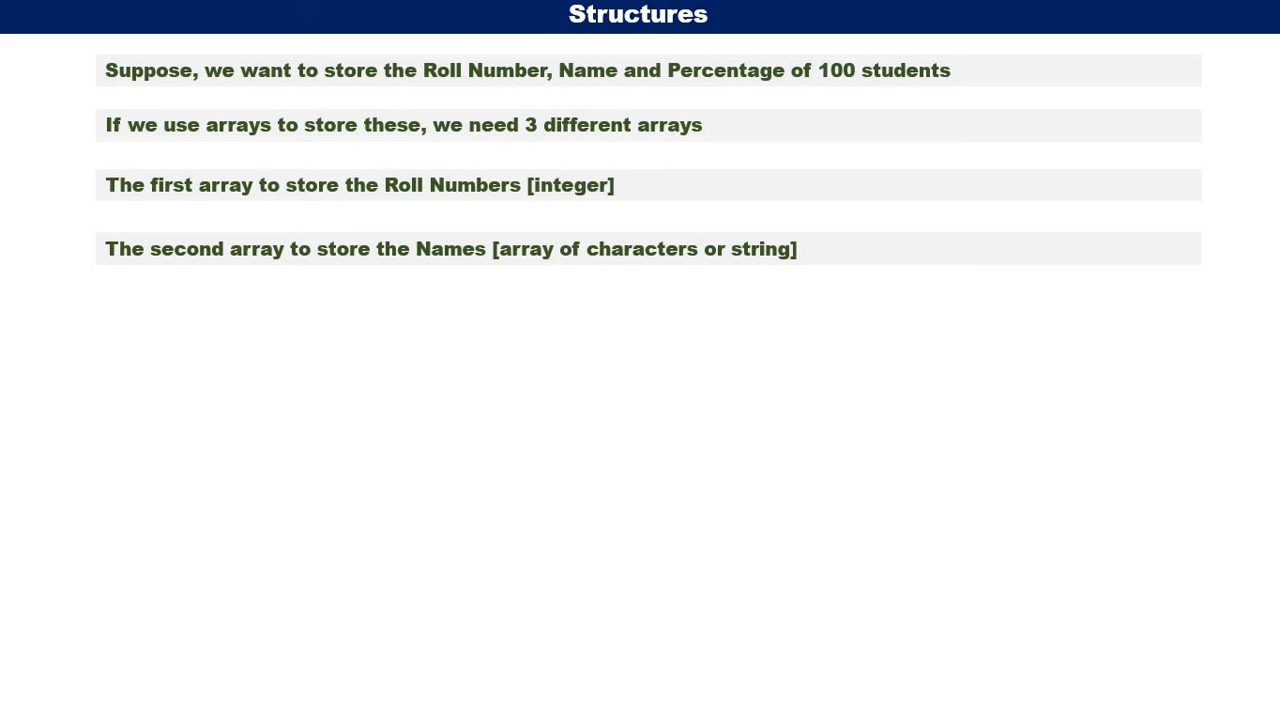 Structures
Suppose, we want to store the Roll Number, Name and Percentage of 100 students
If we use arrays to store these, we need 3 different arrays
The first array to store the Roll Numbers [integer]
The second array to store the Names [array of characters or string]